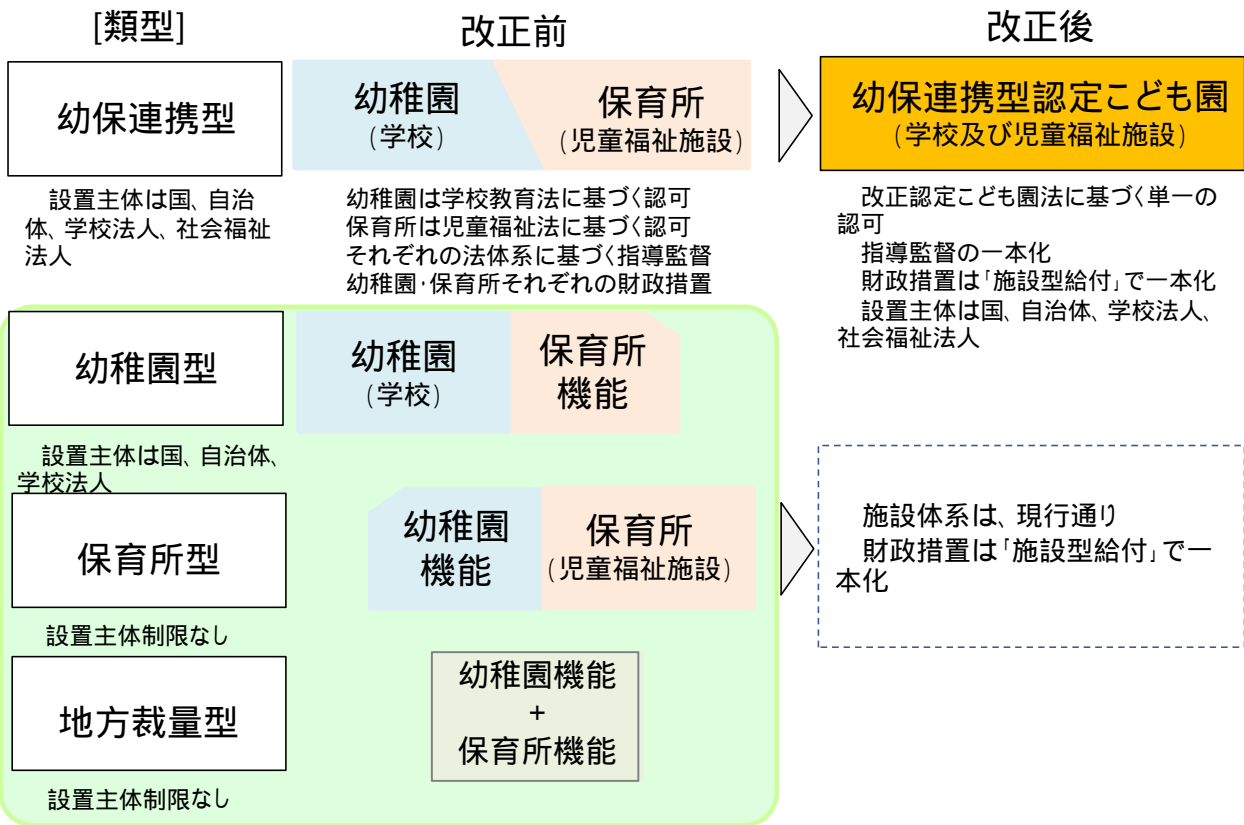 [類型]
改正前
改正後
幼保連携型
幼稚園
(学校)
保育所
(児童福祉施設)
幼保連携型認定こども園
(学校及び児童福祉施設)
設置主体は国、自治
体、学校法人、社会福祉
法人
幼稚園は学校教育法に基づく認可
保育所は児童福祉法に基づく認可
それぞれの法体系に基づく指導監督
幼稚園・保育所それぞれの財政措置
改正認定こども園法に基づく単一の
認可
指導監督の一本化
財政措置は「施設型給付」で一本化
設置主体は国、自治体、学校法人、
社会福祉法人
幼稚園型
幼稚園
(学校)
保育所
機能
設置主体は国、自治体、
学校法人
保育所型
幼稚園
機能
保育所
(児童福祉施設)
設置主体制限なし
施設体系は、現行通り
財政措置は「施設型給付」で一
本化
地方裁量型
幼稚園機能
+
保育所機能
設置主体制限なし